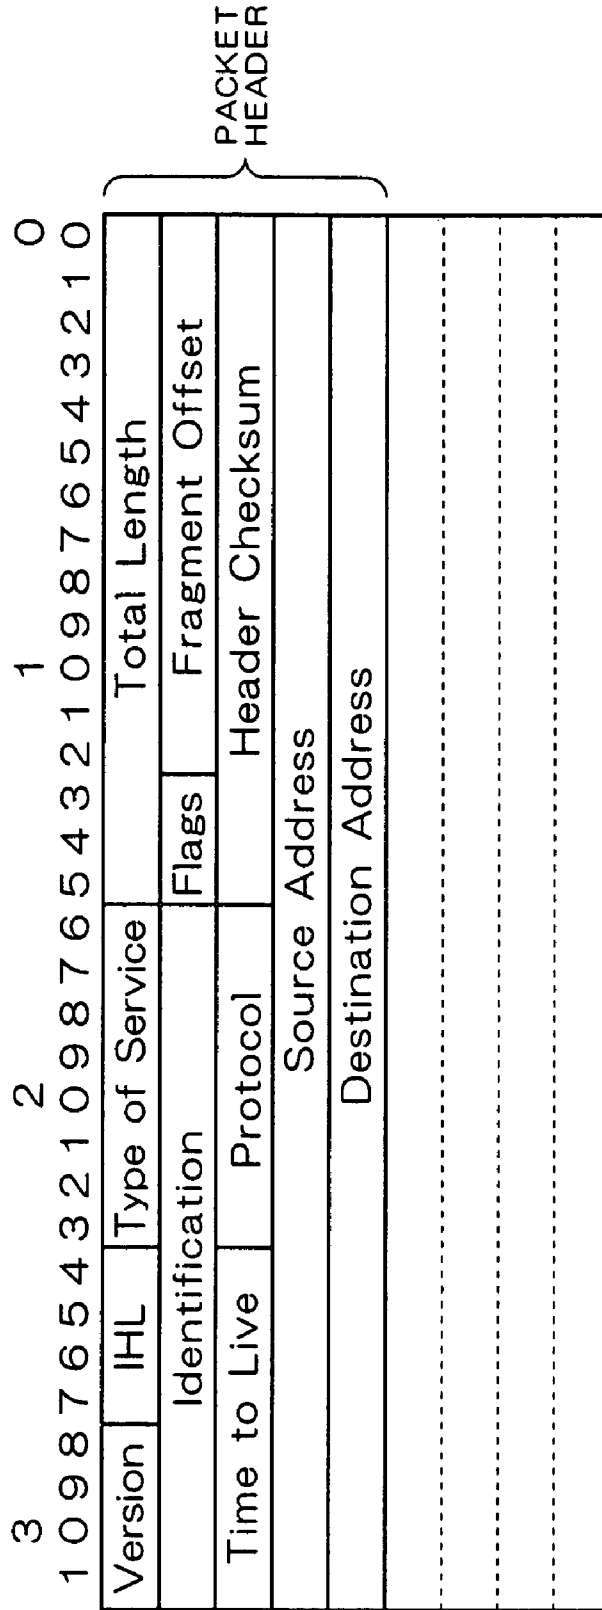 3 2 1 0
1 0 9 8 7 6 5 4 3 2 1 0 9 8 7 6 5 4 3 2 1 0 9 8 7 6 5 4 3 2 1 0
Version IHL Type of Service Total Length
Identification Flags Fragment Offset
Time to Live Protocol Header Checksum
Source Address
Destination Address
PACKET
HEADER